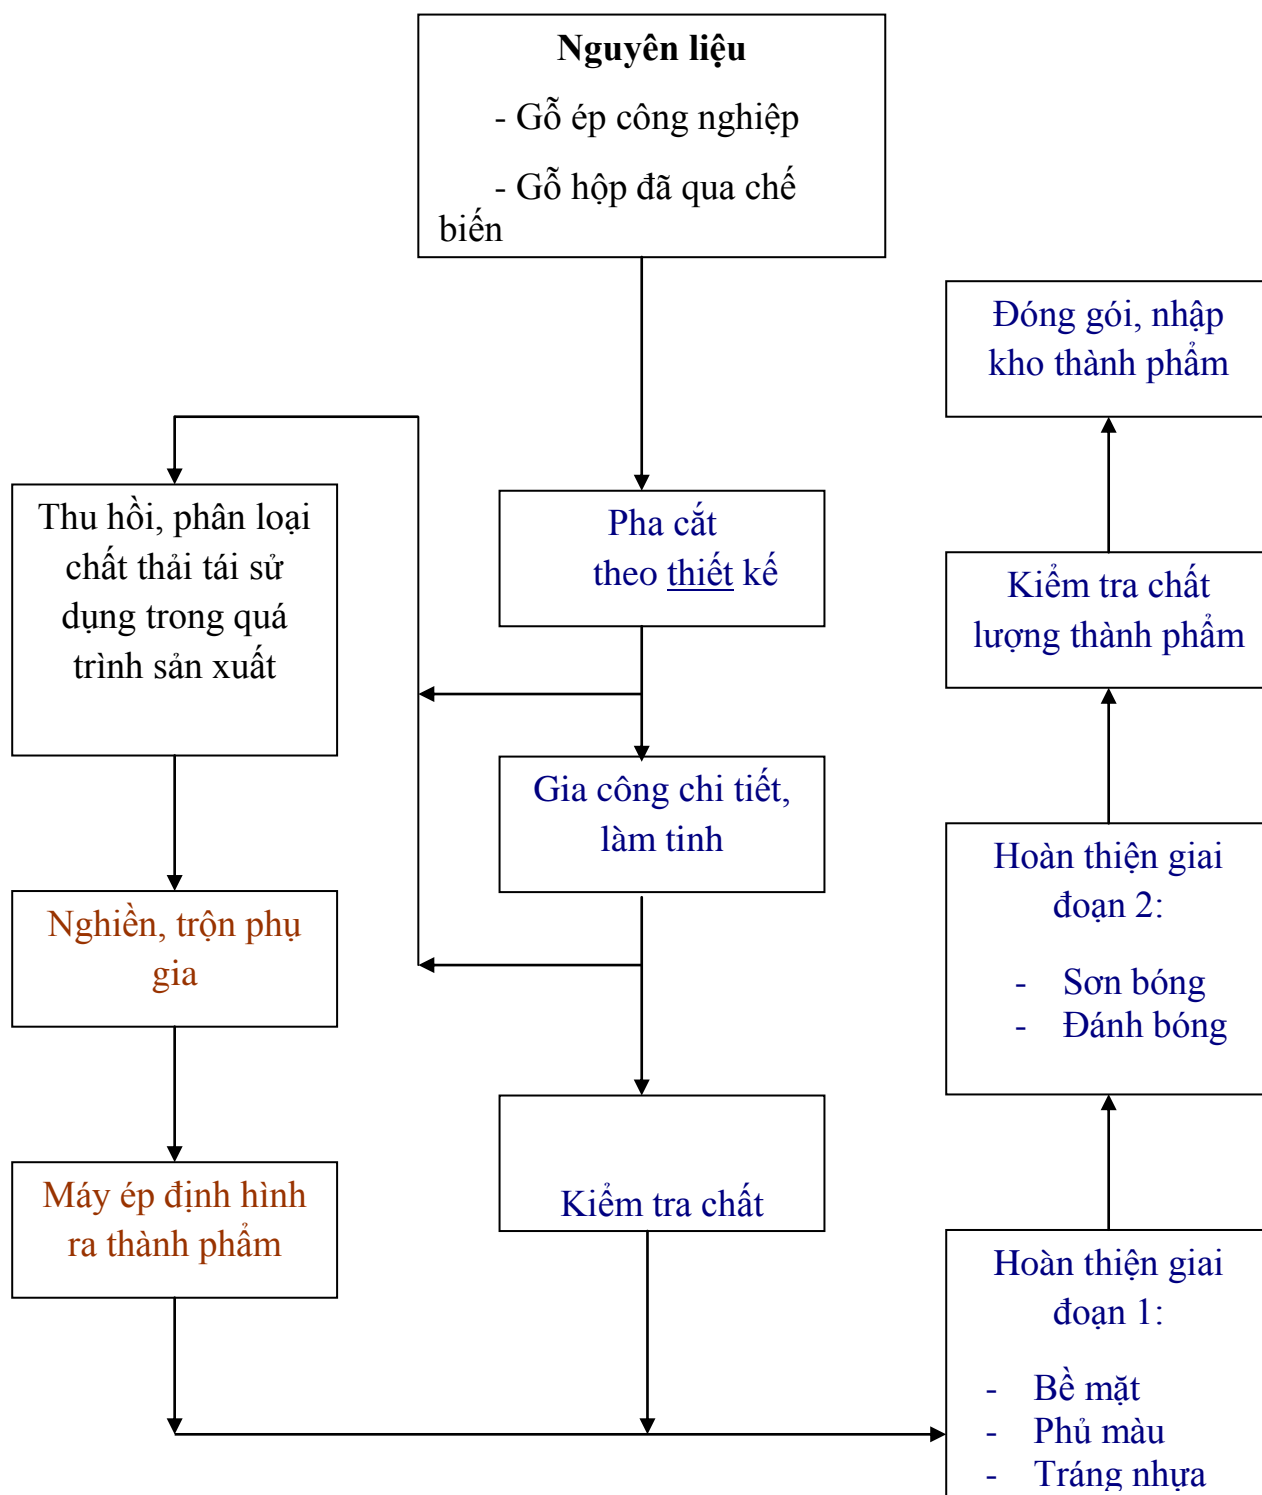 Nguyên liệu
- Gỗ ép công nghiệp
- Gỗ hộp đã qua chế
biến
Đóng gói, nhập
kho thành phẩm
Thu hồi, phân loại
chất thải tái sử
dụng trong quá
trình sản xuất
Pha cắt
theo thiết kế
Kiểm tra chất
lượng thành phẩm
Gia công chi tiết,
làm tinh
Hoàn thiện giai
đoạn 2:
- Sơn bóng
- Đánh bóng
Nghiền, trộn phụ
gia
Máy ép định hình
ra thành phẩm
Kiểm tra chất
Hoàn thiện giai
đoạn 1:
- Bề mặt
- Phủ màu
- Tráng nhựa